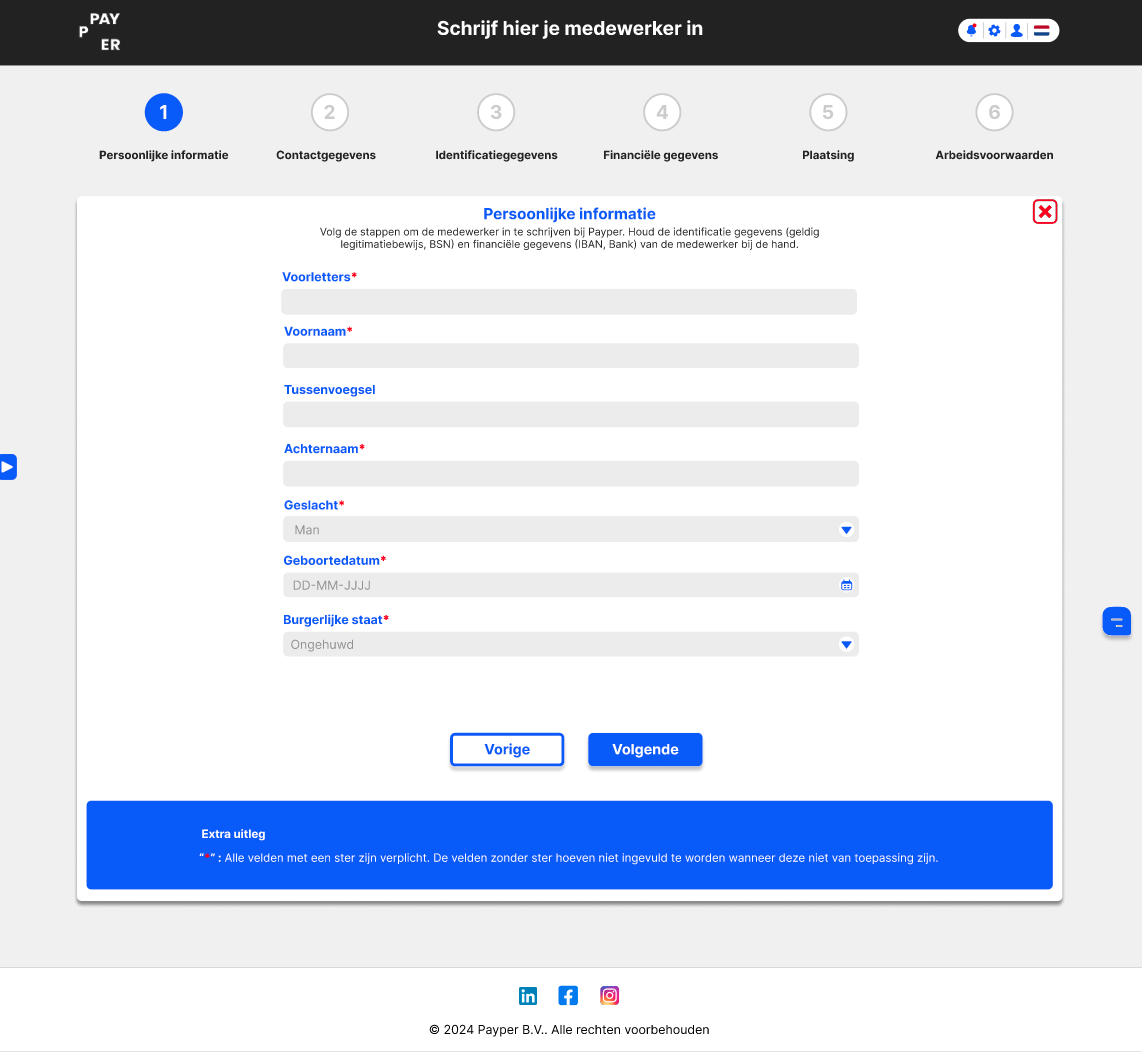 PAY
P
ER
Schrijf hier je medewerker in
1
2
3
4
5
6
Persoonlijke informatie
Contactgegevens
Identificatiegegevens
Financiële gegevens
Plaatsing
Arbeidsvoorwaarden
Persoonlijke informatie
Volg de stappen om de medewerker in te schrijven bij Payper. Houd de identificatie gegevens (geldig
legitimatiebewijs, BSN) en financiële gegevens (IBAN, Bank) van de medewerker bij de hand.
Voorletters*
Voornaam*
Tussenvoegsel
Achternaam*
Geslacht*
Man
Geboortedatum*
DD-MM-JJJJ
Burgerlijke staat*
Ongehuwd
Vorige
Volgende
Extra uitleg
“*” : Alle velden met een ster zijn verplicht. De velden zonder ster hoeven niet ingevuld te worden wanneer deze niet van toepassing zijn.
© 2024 Payper B.V.. Alle rechten voorbehouden